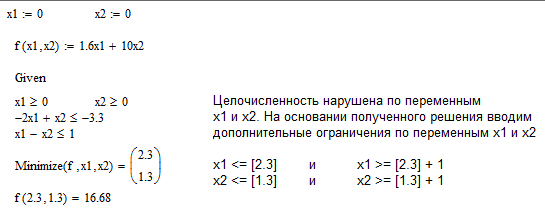 x1 := 0 x2 := 0
f(x1,x2) := 1.6x1 + 10x2
Given
x1 ≥ 0 x2 ≥ 0
−2x1 + x2 ≤ −3.3
x1 − x2 ≤ 1
Minimize(f,x1,x2) = (2.3 1.3)
f(2.3,1.3) = 16.68
Целочисленность нарушена по переменным
x1 и x2. На основании полученного решения вводим
дополнительные ограничения по переменным x1 и x2
x1 <= [2.3] и x1 >= [2.3] + 1
x2 <= [1.3] и x2 >= [1.3] + 1